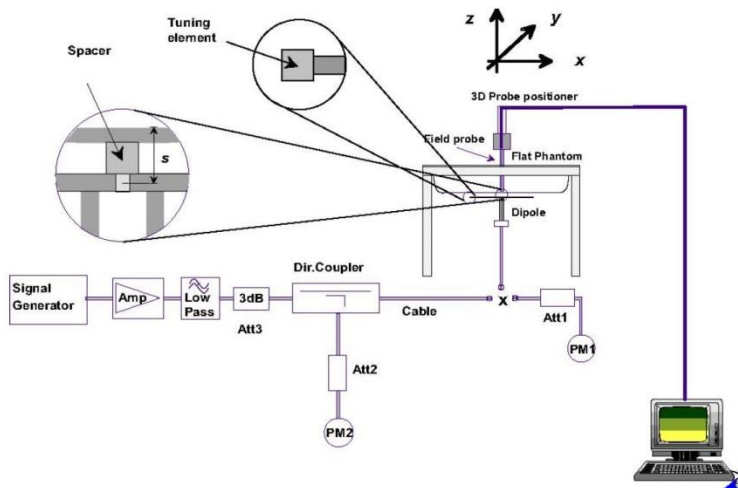 Tuning
element
Spacer
s
z
y
x
3D Probe positioner
Field probe
Flat Phantom
Dipole
Dir.Coupler
Signal
Generator
Amp
Low
Pass
3dB
Att3
Cable
x
Att1
PM1
Att2
PM2